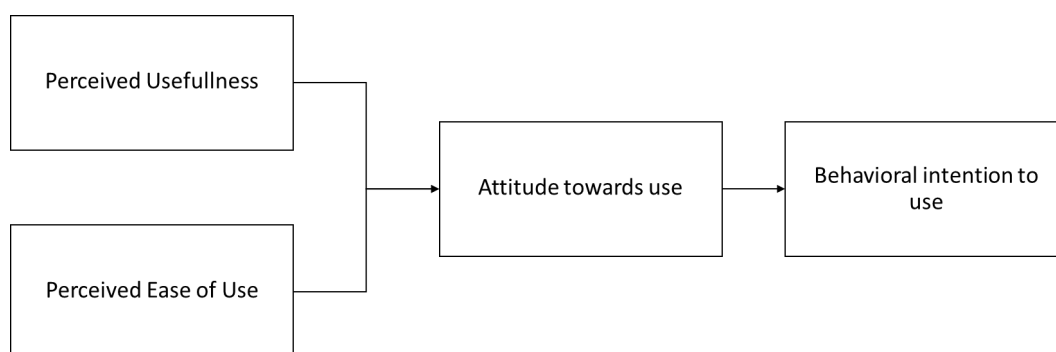 Perceived Usefullness
Perceived Ease of Use
Attitude towards use
Behavioral intention to
use